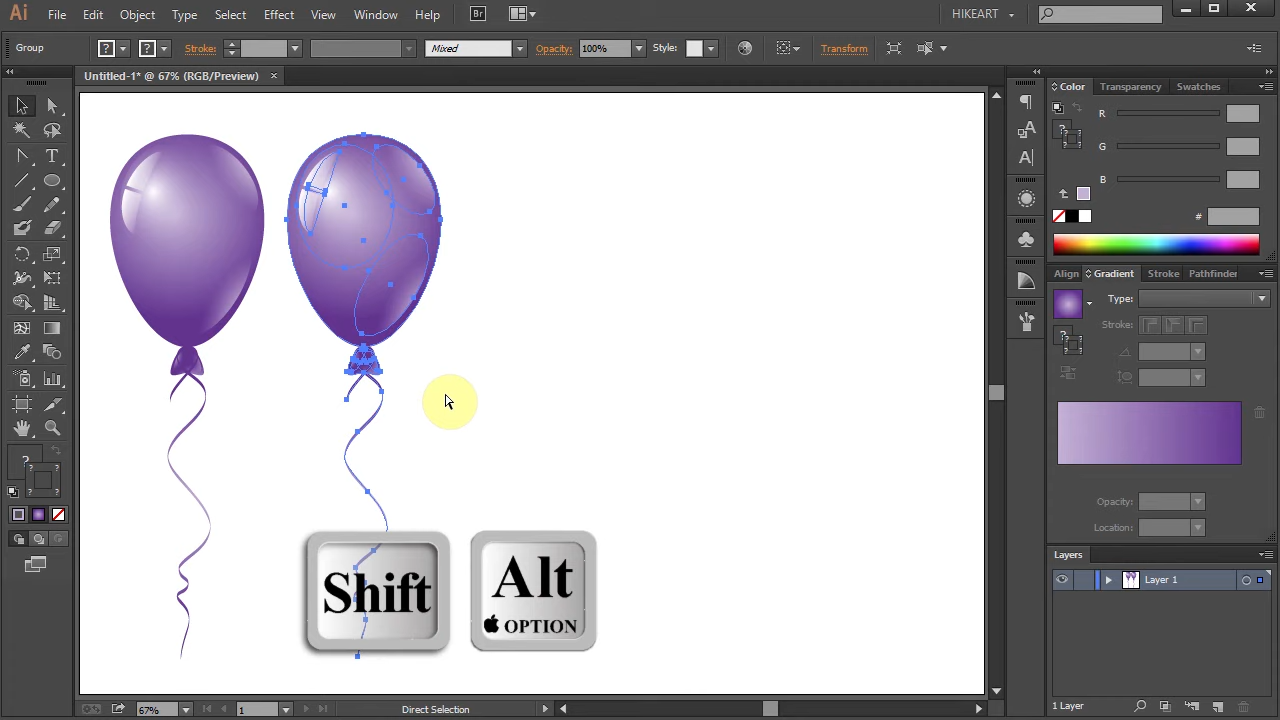 Ai File Edit Object Type Select Effect View Window Help Br HIKEART
Group ? ? Stroke: Mixed Opacity: 100% Style: Transform
Untitled-1* @ 67% (RGB/Preview)
Color Transparency Swatches
R
G
B
#
Align Gradient Stroke Pathfinder
Type:
Stroke:
Opacity:
Location:
Layers
Layer 1
Shift
Alt
OPTION
67% 1 Direct Selection 1 Layer